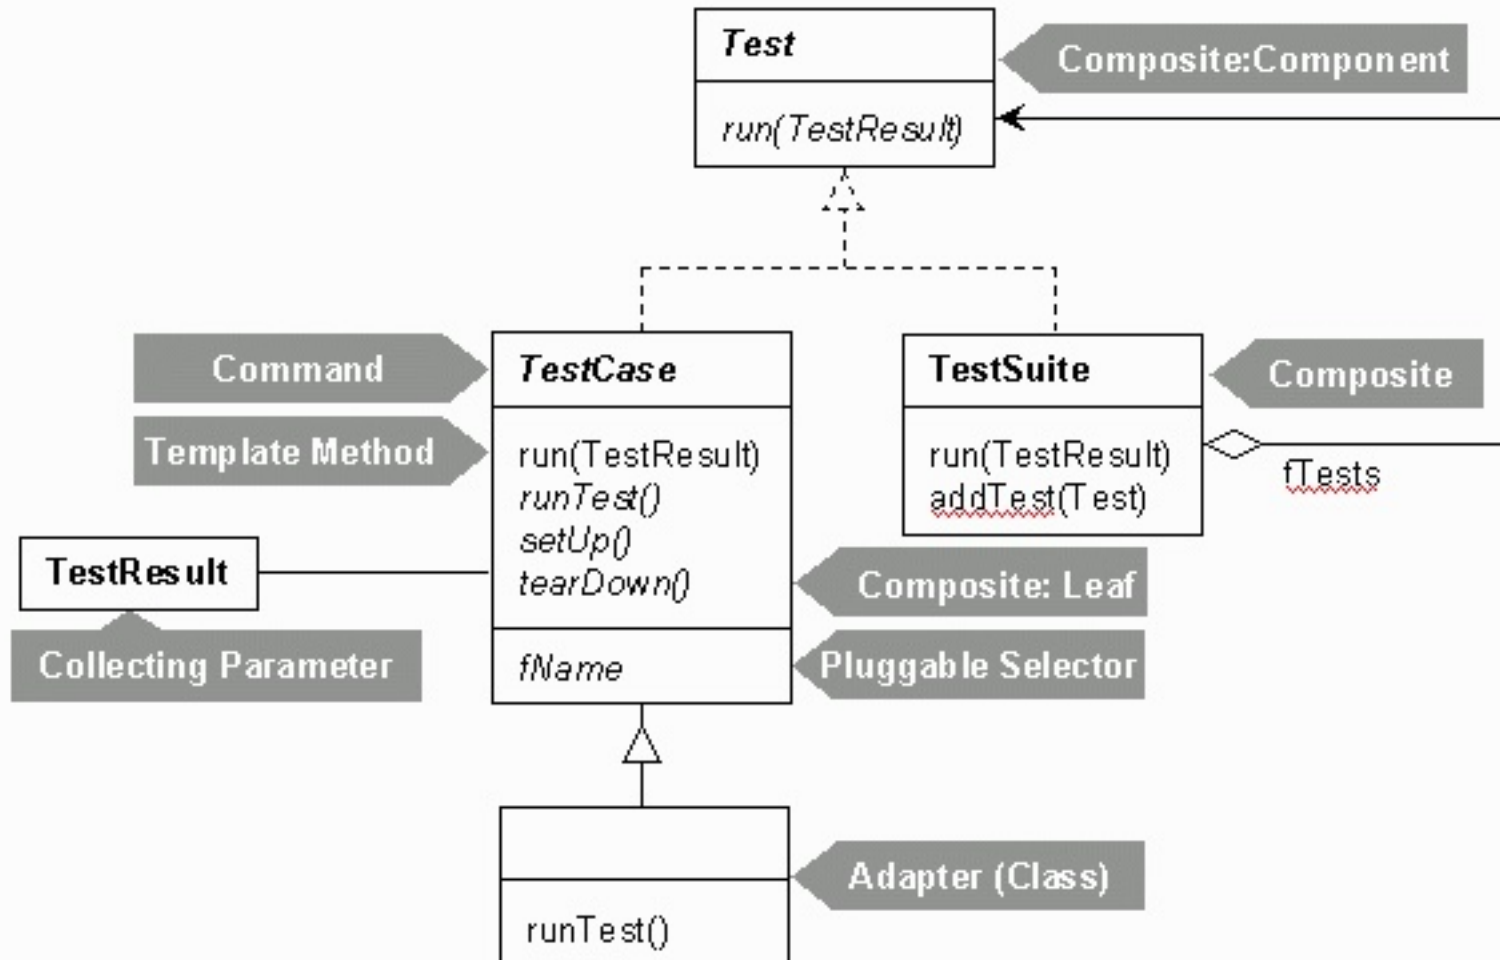 Test
Composite:Component
run(TestResult)
Command
TestCase
TestSuite
Composite
Template Method
run(TestResult)
runTest()
setUp()
tearDown()
run(TestResult)
addTest(Test)
fTests
TestResult
Composite: Leaf
Collecting Parameter
fName
Pluggable Selector
Adapter (Class)
runTest()